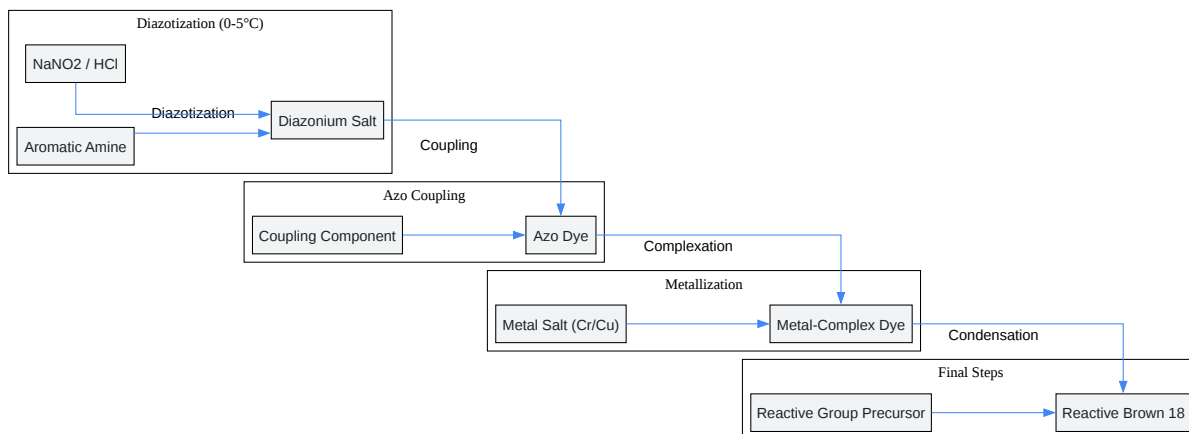 Diazotization (0-5°C)
NaNO2 / HCl
Diazotization
Diazonium Salt
Aromatic Amine
Coupling
Azo Coupling
Coupling Component
Azo Dye
Complexation
Metallization
Metal Salt (Cr/Cu)
Metal-Complex Dye
Condensation
Final Steps
Reactive Group Precursor
Reactive Brown 18